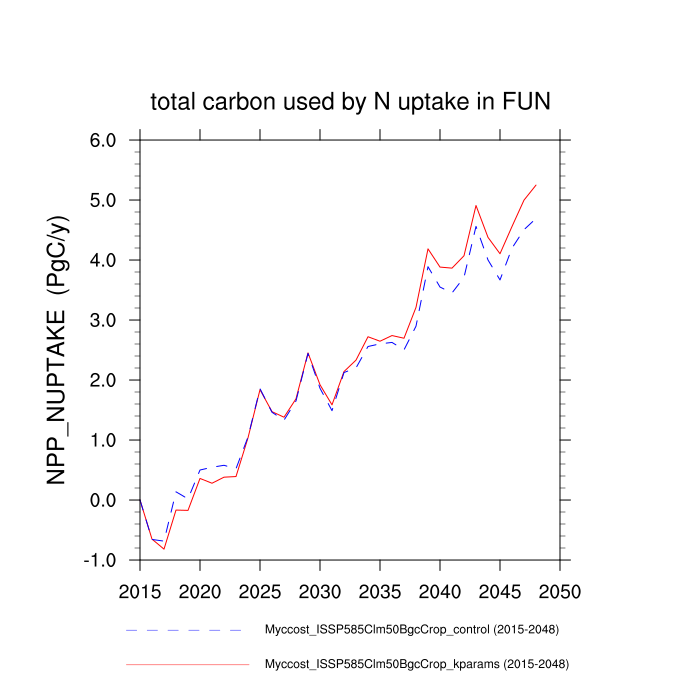 total carbon used by N uptake in FUN
NPP_NUPTAKE (PgC/y)
6.0
5.0
4.0
3.0
2.0
1.0
0.0
-1.0
2015 2020 2025 2030 2035 2040 2045 2050
Myccost_ISSP585Clm50BgcCrop_control (2015-2048)
Myccost_ISSP585Clm50BgcCrop_kparams (2015-2048)